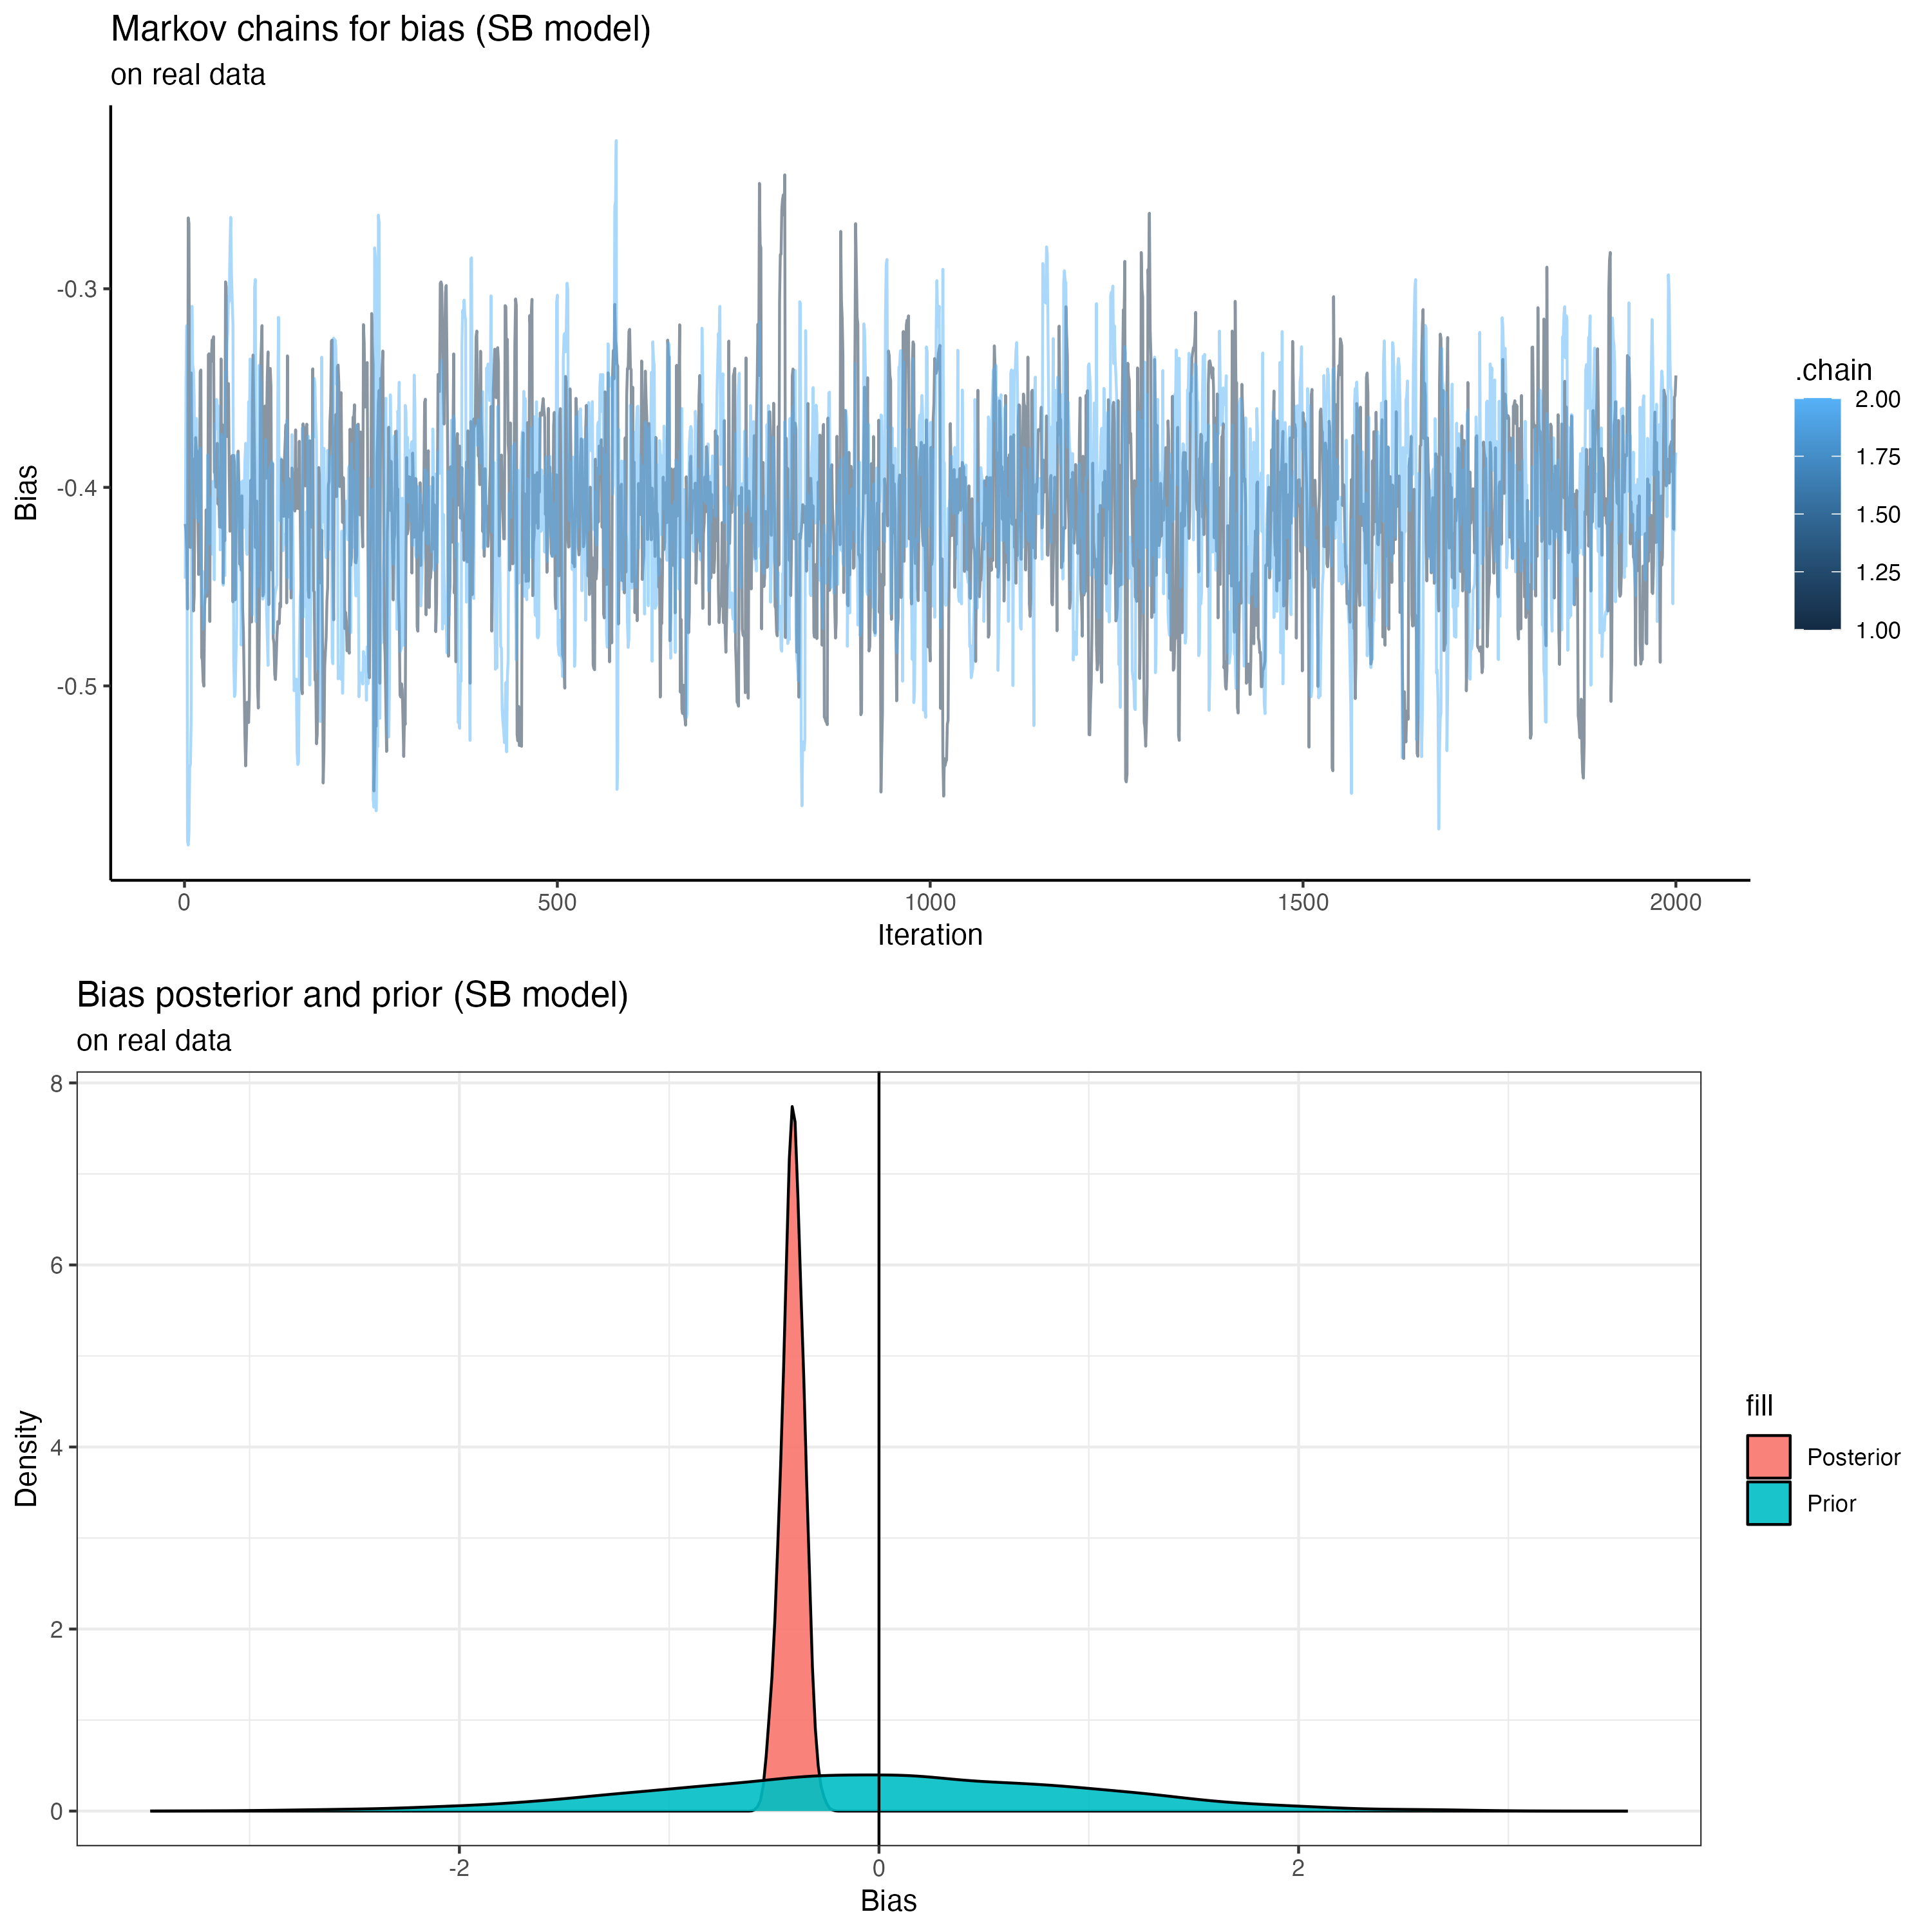 Markov chains for bias (SB model)
on real data
Bias
-0.3
-0.4
-0.5
0
500
1000
1500
2000
Iteration
.chain
2.00
1.75
1.50
1.25
1.00
Bias posterior and prior (SB model)
on real data
Density
8
6
4
2
0
-2
0
2
Bias
fill
Posterior
Prior